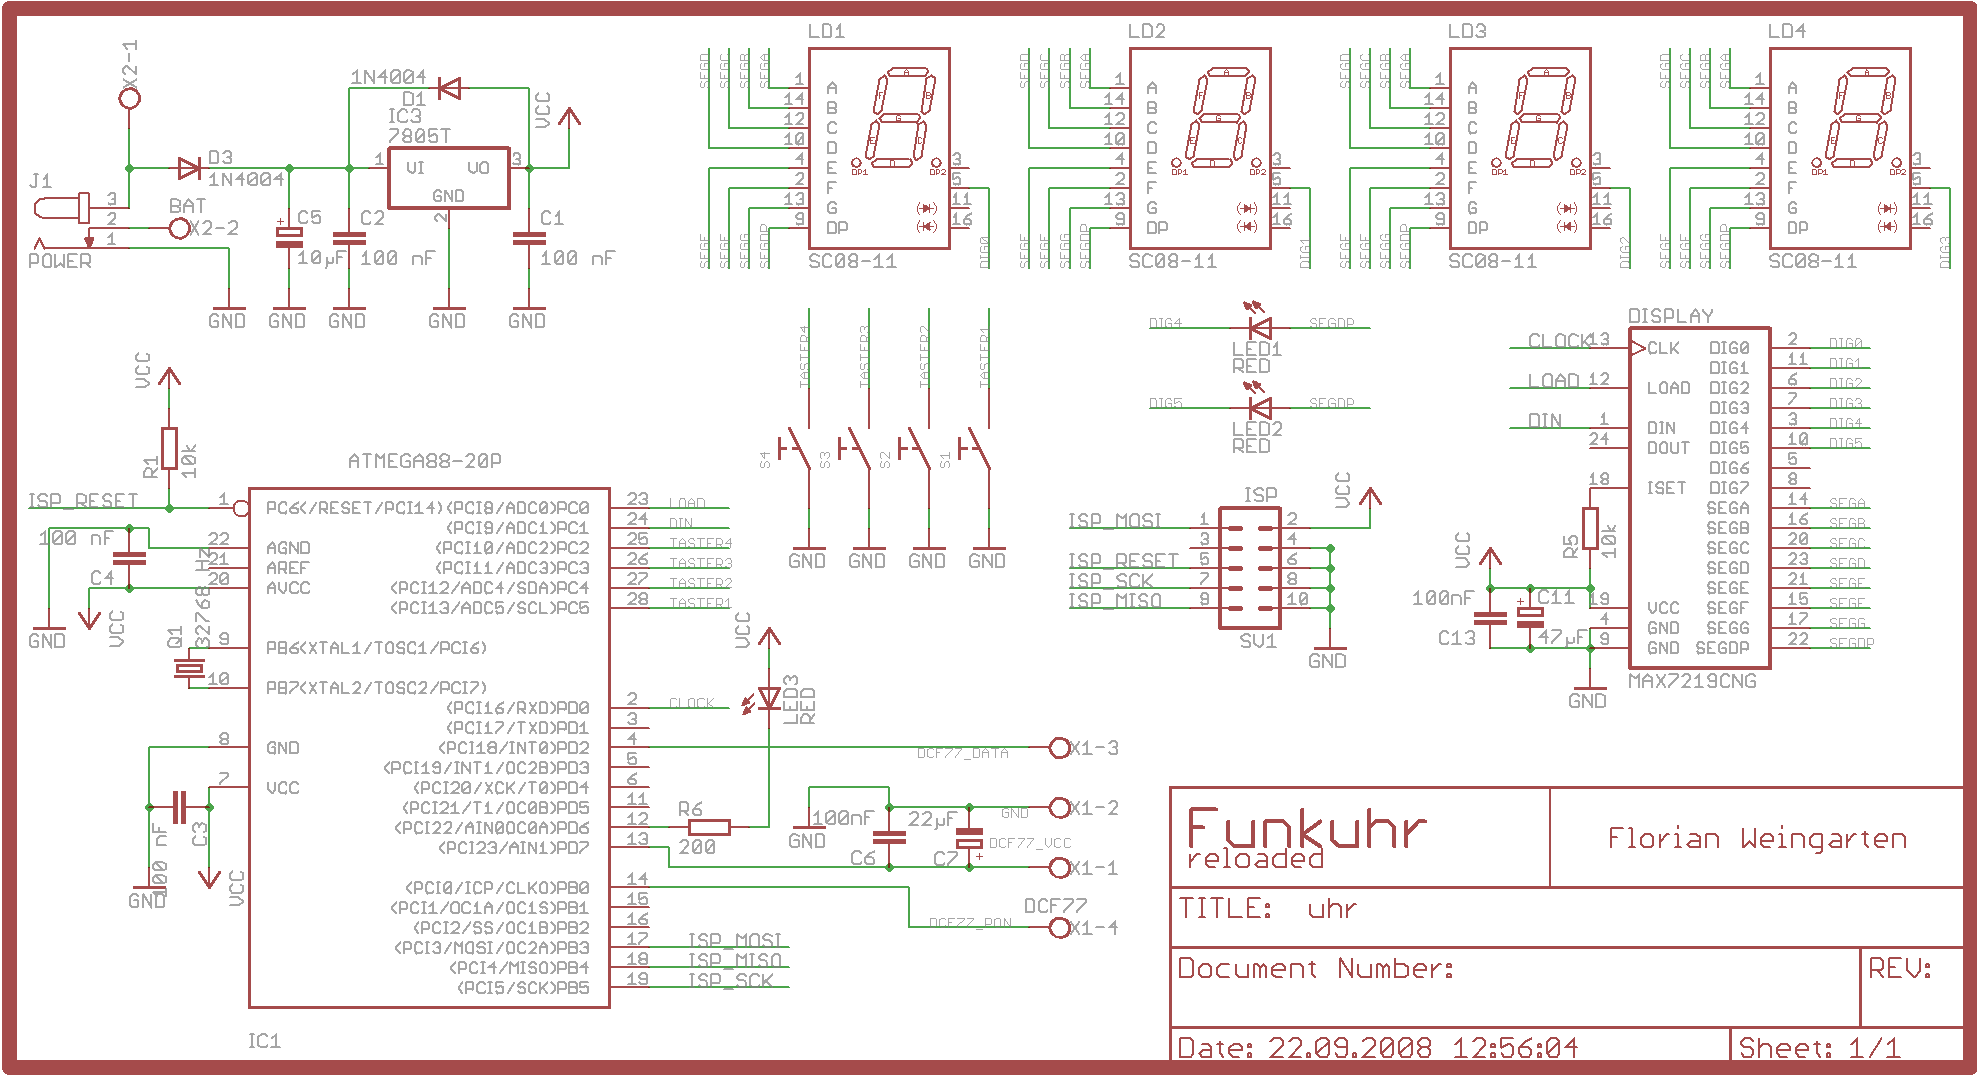 X2-1
J1
3
2
1
POWER
BAT
X2-2
D3
1N4004
1N4004
D1
IC3
7805T
1
VI
VO
3
GND
2
VCC
C5
10µF
C2
100 nF
C1
100 nF
GND
GND
GND
GND
GND
LD1
SEGD
SEGC
SEGB
SEGA
1
14
12
10
4
2
13
9
A
B
C
D
E
F
G
DP
DP1
DP2
3
5
11
16
SEGE
SEGF
SEGG
SEGDP
DIG0
SC08-11
LD2
SEGD
SEGC
SEGB
SEGA
1
14
12
10
4
2
13
9
A
B
C
D
E
F
G
DP
DP1
DP2
3
5
11
16
SEGE
SEGF
SEGG
SEGDP
DIG1
SC08-11
LD3
SEGD
SEGC
SEGB
SEGA
1
14
12
10
4
2
13
9
A
B
C
D
E
F
G
DP
DP1
DP2
3
5
11
16
SEGE
SEGF
SEGG
SEGDP
DIG2
SC08-11
LD4
SEGD
SEGC
SEGB
SEGA
1
14
12
10
4
2
13
9
A
B
C
D
E
F
G
DP
DP1
DP2
3
5
11
16
SEGE
SEGF
SEGG
SEGDP
DIG3
SC08-11
TASTER4
TASTER3
TASTER2
TASTER1
S4
S3
S2
S1
GND
GND
GND
GND
DIG4
SEGDP
LED1
RED
DIG5
SEGDP
LED2
RED
DISPLAY
CLOCK
13
CLK
LOAD
12
LOAD
DIN
1
DIN
24
DOUT
18
ISET
19
VCC
4
GND
9
GND
DIG0 2 DIG0
DIG1 11 DIG1
DIG2 6 DIG2
DIG3 7 DIG3
DIG4 3 DIG4
DIG5 10 DIG5
DIG6 5
DIG7 8
SEGA 14 SEGA
SEGB 16 SEGB
SEGC 20 SEGC
SEGD 23 SEGD
SEGE 21 SEGE
SEGF 15 SEGF
SEGG 17 SEGG
SEGDP 22 SEGDP
MAX7219CNG
R5
10k
VCC
100nF
C13
C11
47µF
GND
ISP
VCC
ISP_MOSI 1 2
3 4
ISP_RESET 5 6
ISP_SCK 7 8
ISP_MISO 9 10
SV1
GND
VCC
R1
10k
ATMEGA88-20P
ISP_RESET
1
PC6(/RESET/PCI14)
100 nF
C4
22
AGND
21
AREF
20
AVCC
GND
VCC
Q1
32768 Hz
9
PB6(XTAL1/TOSC1/PCI6)
10
PB7(XTAL2/TOSC2/PCI7)
8
GND
7
VCC
100 nF
C3
GND
VCC
(PCI8/ADC0)PC0 23 LOAD
(PCI9/ADC1)PC1 24 DIN
(PCI10/ADC2)PC2 25 TASTER4
(PCI11/ADC3)PC3 26 TASTER3
(PCI12/ADC4/SDA)PC4 27 TASTER2
(PCI13/ADC5/SCL)PC5 28 TASTER1
(PCI16/RXD)PD0 2 CLOCK
(PCI17/TXD)PD1 3
(PCI18/INT0)PD2 4
(PCI19/INT1/OC2B)PD3 5
(PCI20/XCK/T0)PD4 6
(PCI21/T1/OC0B)PD5 11
(PCI22/AIN0OC0A)PD6 12
(PCI23/AIN1)PD7 13
(PCI0/ICP/CLKO)PB0 14
(PCI1/OC1A/OC1S)PB1 15
(PCI2/SS/OC1B)PB2 16
(PCI3/MOSI/OC2A)PB3 17 ISP_MOSI
(PCI4/MISO)PB4 18 ISP_MISO
(PCI5/SCK)PB5 19 ISP_SCK
IC1
VCC
LED3
RED
R6
200
DCF77_DATA
X1-3
GND
X1-2
GND
100nF
C6
22µF
C7
DCF77_VCC
X1-1
DCF77
DCF77_PON
X1-4
Funkuhr
reloaded
Florian Weingarten
TITLE: uhr
Document Number:
REV:
Date: 22.09.2008 12:56:04
Sheet: 1/1